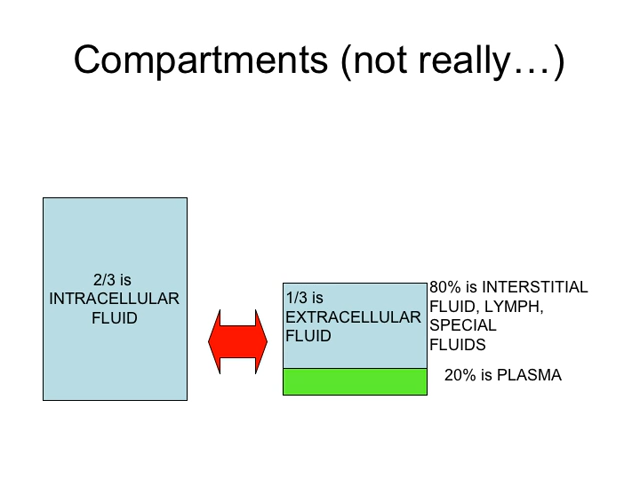 Compartments (not really…)
2/3 is
INTRACELLULAR
FLUID
1/3 is
EXTRACELLULAR
FLUID
80% is INTERSTITIAL
FLUID, LYMPH,
SPECIAL
FLUIDS
20% is PLASMA